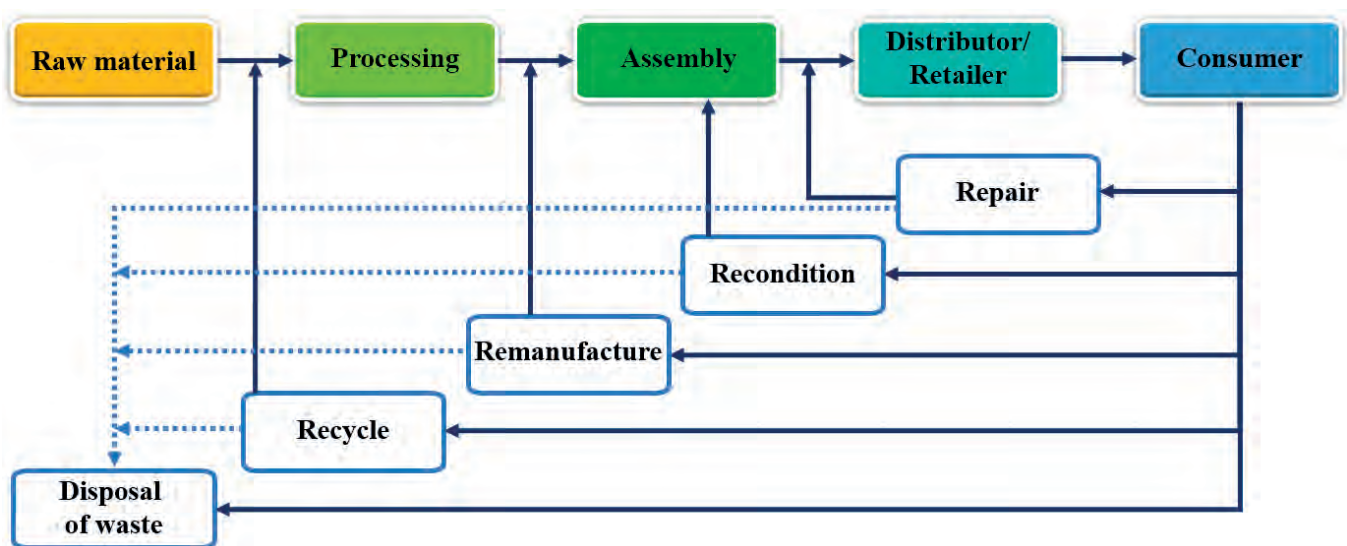 Raw material
Processing
Assembly
Distributor/
Retailer
Consumer
Repair
Recondition
Remanufacture
Recycle
Disposal
of waste